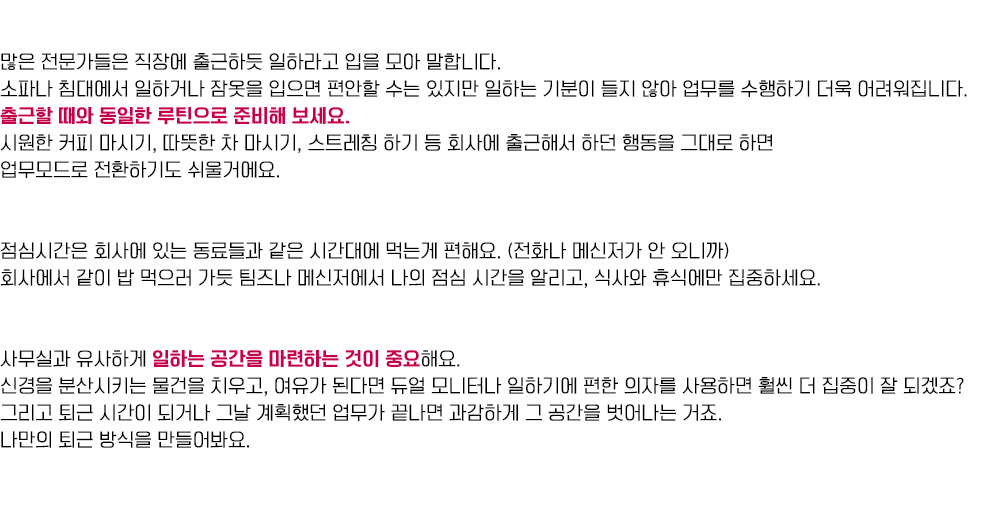 많은 전문가들은 직장에 출근하듯 일하라고 입을 모아 말합니다.
소파나 침대에서 일하거나 잠옷을 입으면 편안할 수는 있지만 일하는 기분이 들지 않아 업무를 수행하기 더욱 어려워집니다.
출근할 때와 동일한 루틴으로 준비해 보세요.
시원한 커피 마시기, 따뜻한 차 마시기, 스트레칭 하기 등 회사에 출근해서 하던 행동을 그대로 하면
업무모드로 전환하기도 쉬울거에요.
점심시간은 회사에 있는 동료들과 같은 시간대에 먹는게 편해요. (전화나 메신저가 안 오니까)
회사에서 같이 밥 먹으러 가듯 팀즈나 메신저에서 나의 점심 시간을 알리고, 식사와 휴식에만 집중하세요.
사무실과 유사하게 일하는 공간을 마련하는 것이 중요해요.
신경을 분산시키는 물건을 치우고, 여유가 된다면 듀얼 모니터나 일하기에 편한 의자를 사용하면 훨씬 더 집중이 잘 되겠죠?
그리고 퇴근 시간이 되거나 그날 계획했던 업무가 끝나면 과감하게 그 공간을 벗어나는 거죠.
나만의 퇴근 방식을 만들어봐요.